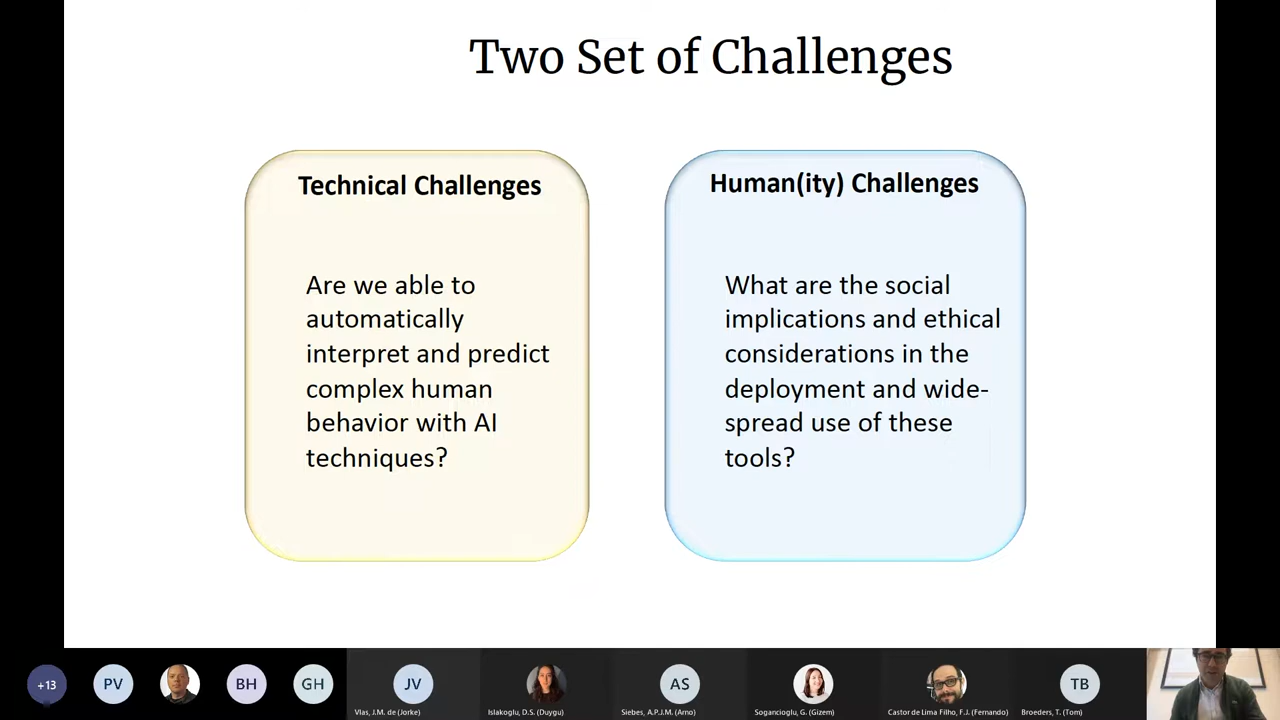 Two Set of Challenges
Technical Challenges
Are we able to
automatically
interpret and predict
complex human
behavior with AI
techniques?
Human(ity) Challenges
What are the social
implications and ethical
considerations in the
deployment and wide-
spread use of these
tools?
+13
PV
BH
GH
JV
Vlas, J.M. de (Jorke)
Islakoglu, D.S. (Duygu)
AS
Siebes, A.P.J.M. (Arno)
Sogancioglu, G. (Gizem)
Castor de Lima Filho, F.J. (Fernando)
TB
Broeders, T. (Tom)